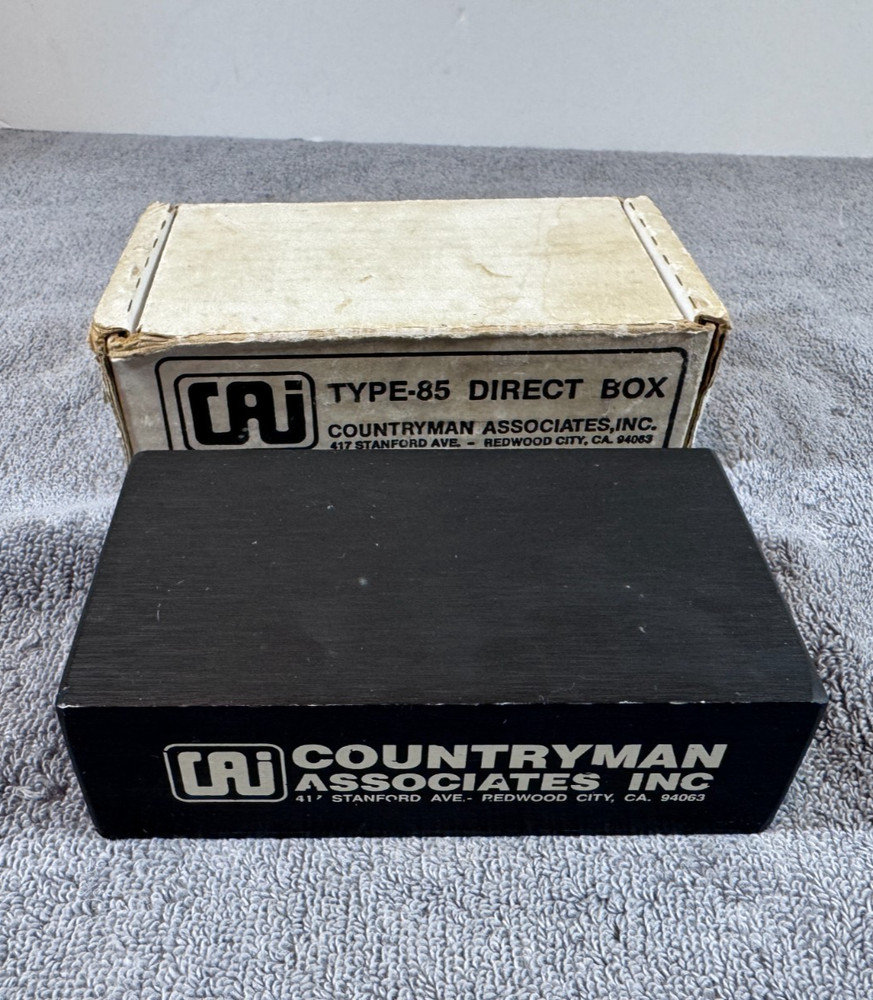 CAi TYPE-85 DIRECT BOX
COUNTRYMAN ASSOCIATES,INC.
417 STANFORD AVE. - REDWOOD CITY, CA. 94063
CAi COUNTRYMAN
ASSOCIATES INC
417 STANFORD AVE.- REDWOOD CITY, CA. 94063